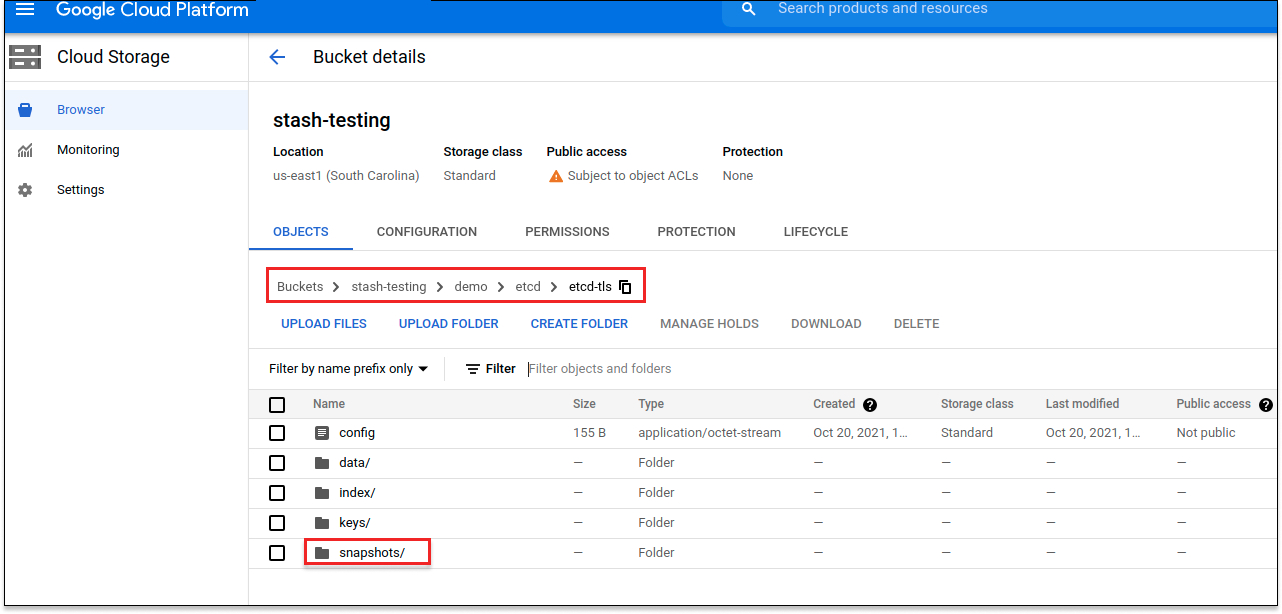 Google Cloud Platform
Search products and resources
Cloud Storage
Bucket details
Browser
Monitoring
Settings
stash-testing
Location Storage class Public access Protection
us-east1 (South Carolina) Standard Subject to object ACLs None
OBJECTS CONFIGURATION PERMISSIONS PROTECTION LIFECYCLE
Buckets > stash-testing > demo > etcd > etcd-tls
UPLOAD FILES UPLOAD FOLDER CREATE FOLDER MANAGE HOLDS DOWNLOAD DELETE
Filter by name prefix only Filter Filter objects and folders
Name Size Type Created Storage class Last modified Public access
config 155 B application/octet-stream Oct 20, 2021, 1... Standard Oct 20, 2021, 1... Not public
data/ — Folder — — — —
index/ — Folder — — — —
keys/ — Folder — — — —
snapshots/ — Folder — — — —